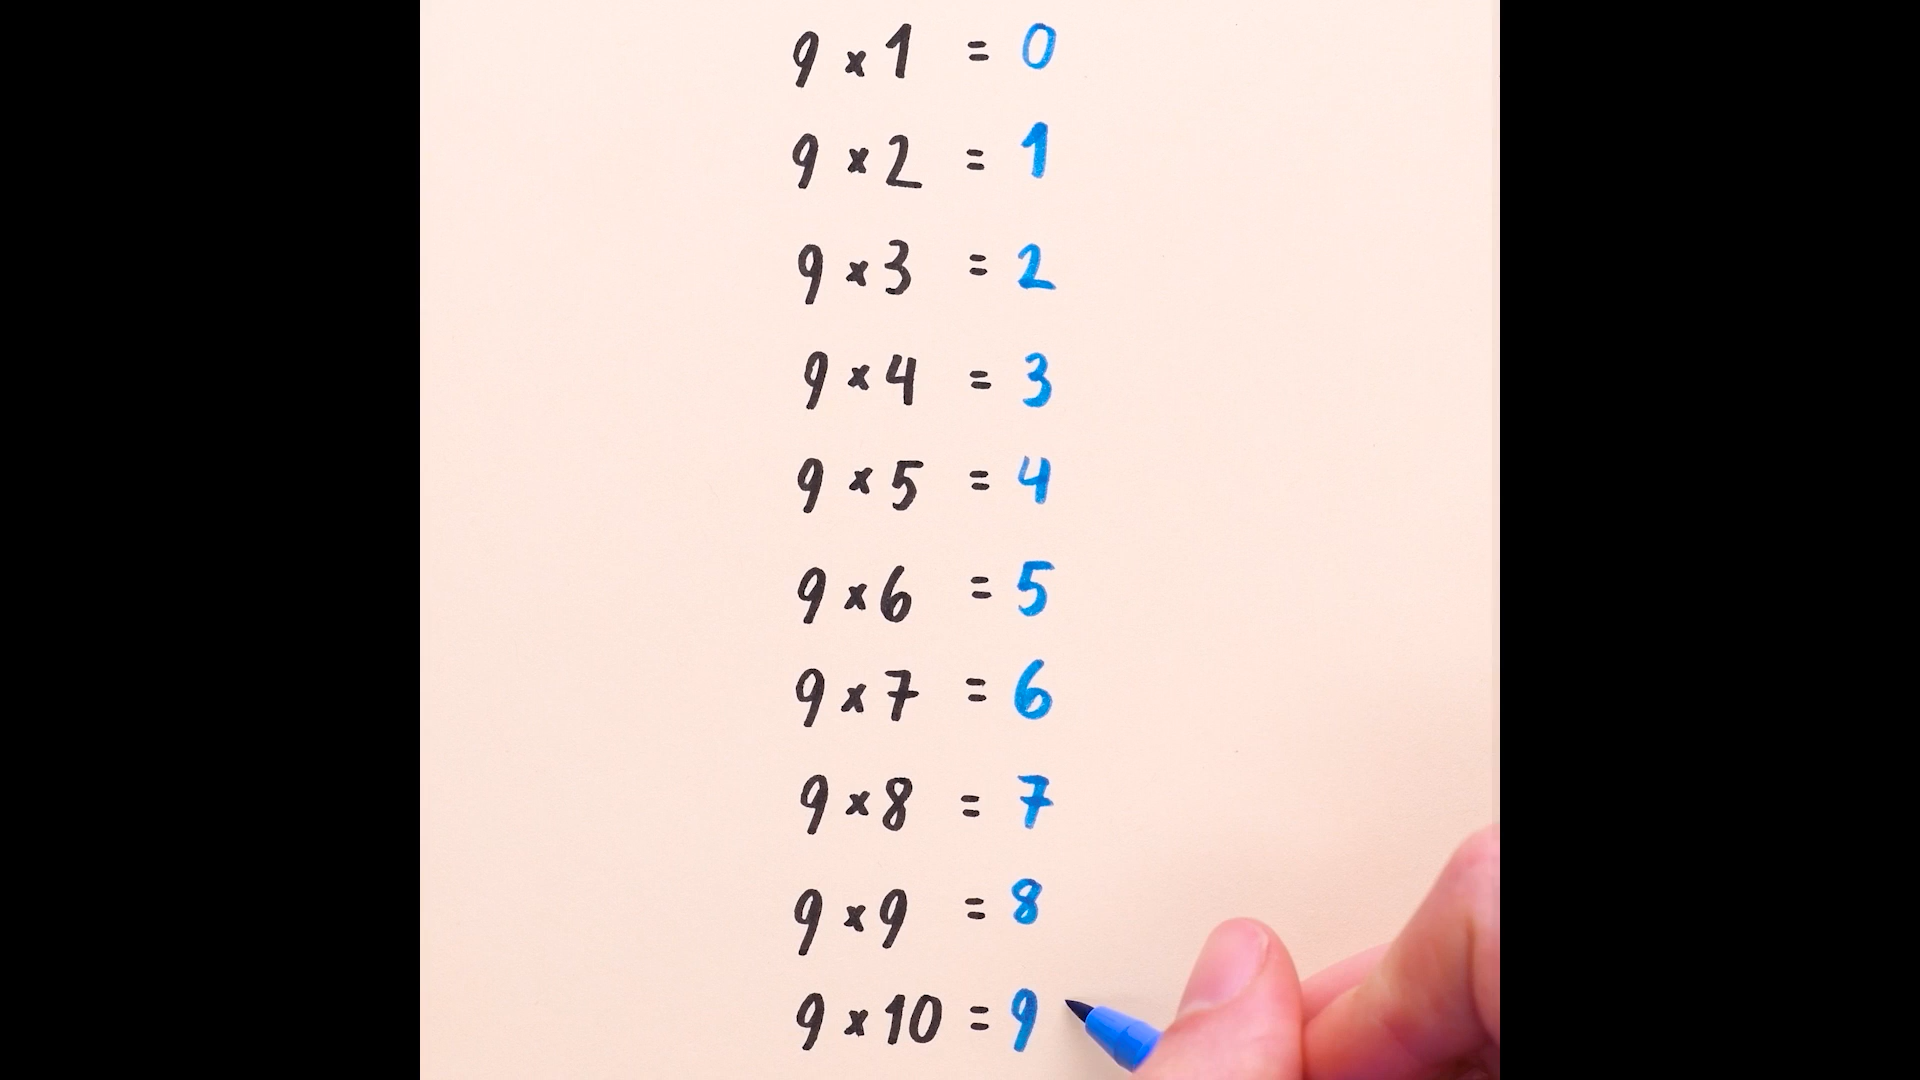 9 × 1 = 0
9 × 2 = 1
9 × 3 = 2
9 × 4 = 3
9 × 5 = 4
9 × 6 = 5
9 × 7 = 6
9 × 8 = 7
9 × 9 = 8
9 × 10 = 9